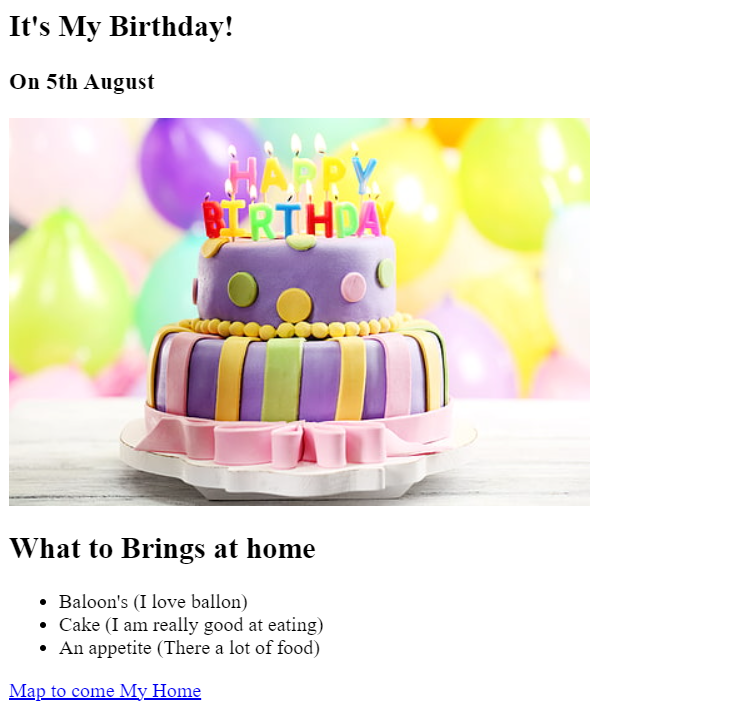 It's My Birthday!
On 5th August
HAPPY
BIRTHDAY
What to Brings at home
Baloon's (I love ballon)
Cake (I am really good at eating)
An appetite (There a lot of food)
Map to come My Home